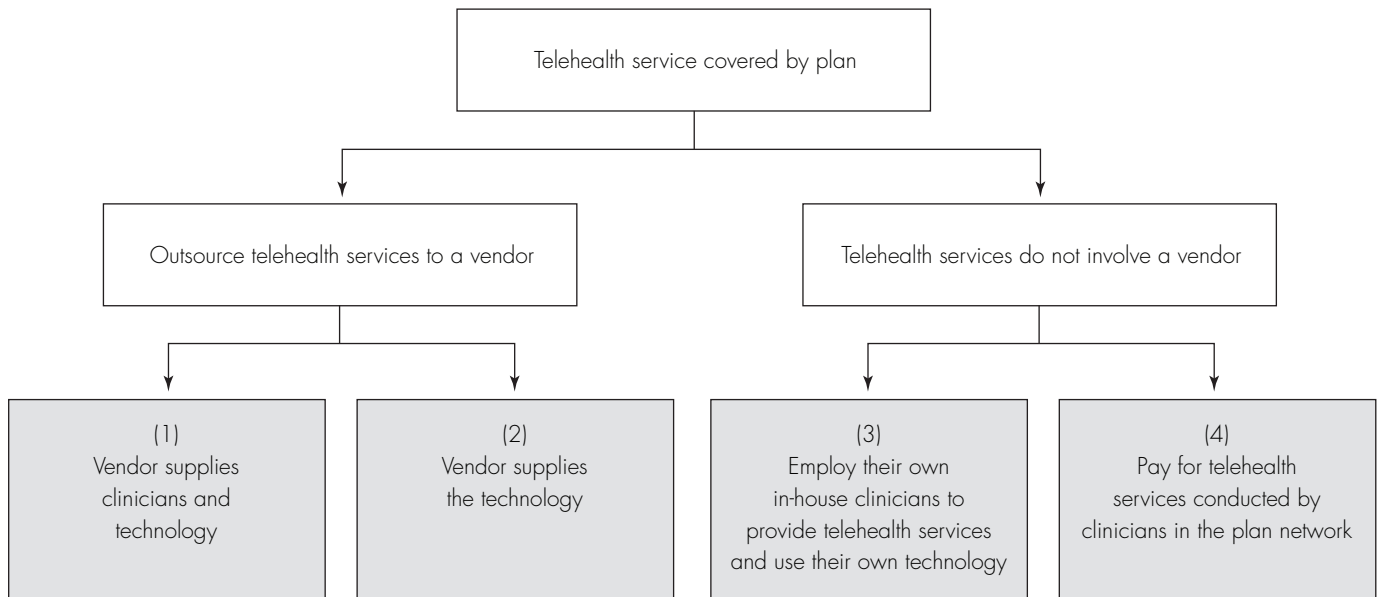 Telehealth service covered by plan
Outsource telehealth services to a vendor
Telehealth services do not involve a vendor
(1)
Vendor supplies
clinicians and
technology
(2)
Vendor supplies
the technology
(3)
Employ their own
in-house clinicians to
provide telehealth services
and use their own technology
(4)
Pay for telehealth
services conducted by
clinicians in the plan network